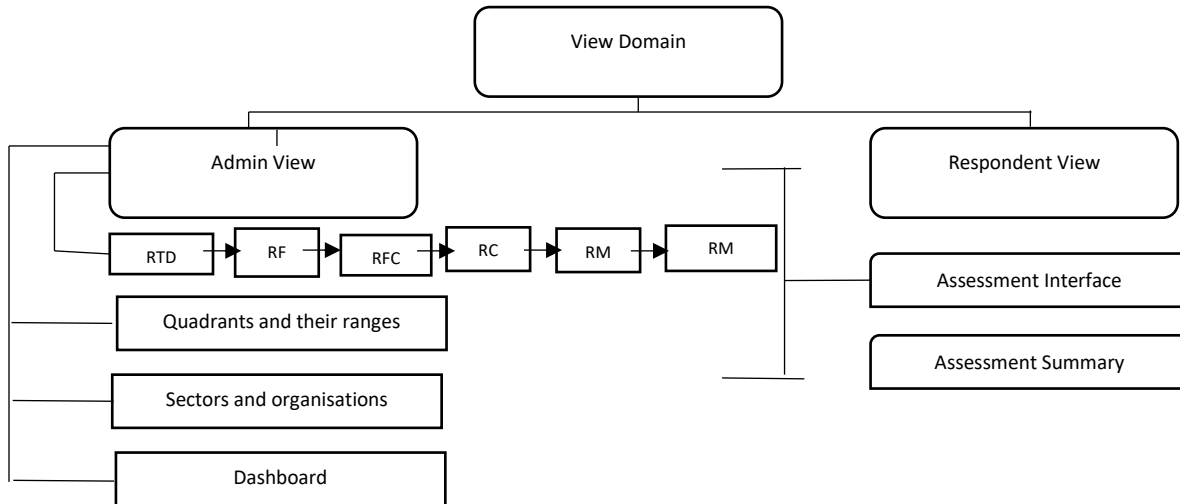 View Domain
Admin View
Respondent View
RTD
RF
RFC
RC
RM
RM
Assessment Interface
Quadrants and their ranges
Assessment Summary
Sectors and organisations
Dashboard